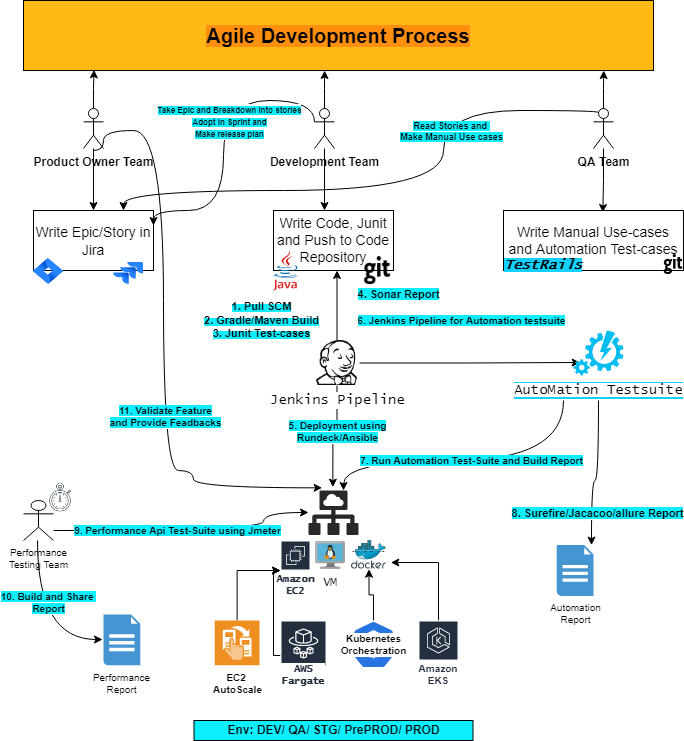 Agile Development Process
Take Epic and Breakdown into stories
Adopt in Sprint and
Make release plan
Read Stories and
Make Manual Use cases
Product Owner Team
Development Team
QA Team
Write Epic/Story in
Jira
Write Code, Junit
and Push to Code
Repository
Java
git
Write Manual Use-cases
and Automation Test-cases
TestRails
git
1. Pull SCM
2. Gradle/Maven Build
3. Junit Test-cases
4. Sonar Report
6. Jenkins Pipeline for Automation testsuite
Jenkins Pipeline
AutoMation Testsuite
11. Validate Feature
and Provide Feadbacks
5. Deployment using
Rundeck/Ansible
7. Run Automation Test-Suite and Build Report
8. Surefire/Jacacoo/allure Report
9. Performance Api Test-Suite using Jmeter
Performance
Testing Team
Amazon
EC2
VM
docker
10. Build and Share
Report
Automation
Report
Performance
Report
EC2
AutoScale
AWS
Fargate
Kubernetes
Orchestration
Amazon
EKS
Env: DEV/ QA/ STG/ PrePROD/ PROD